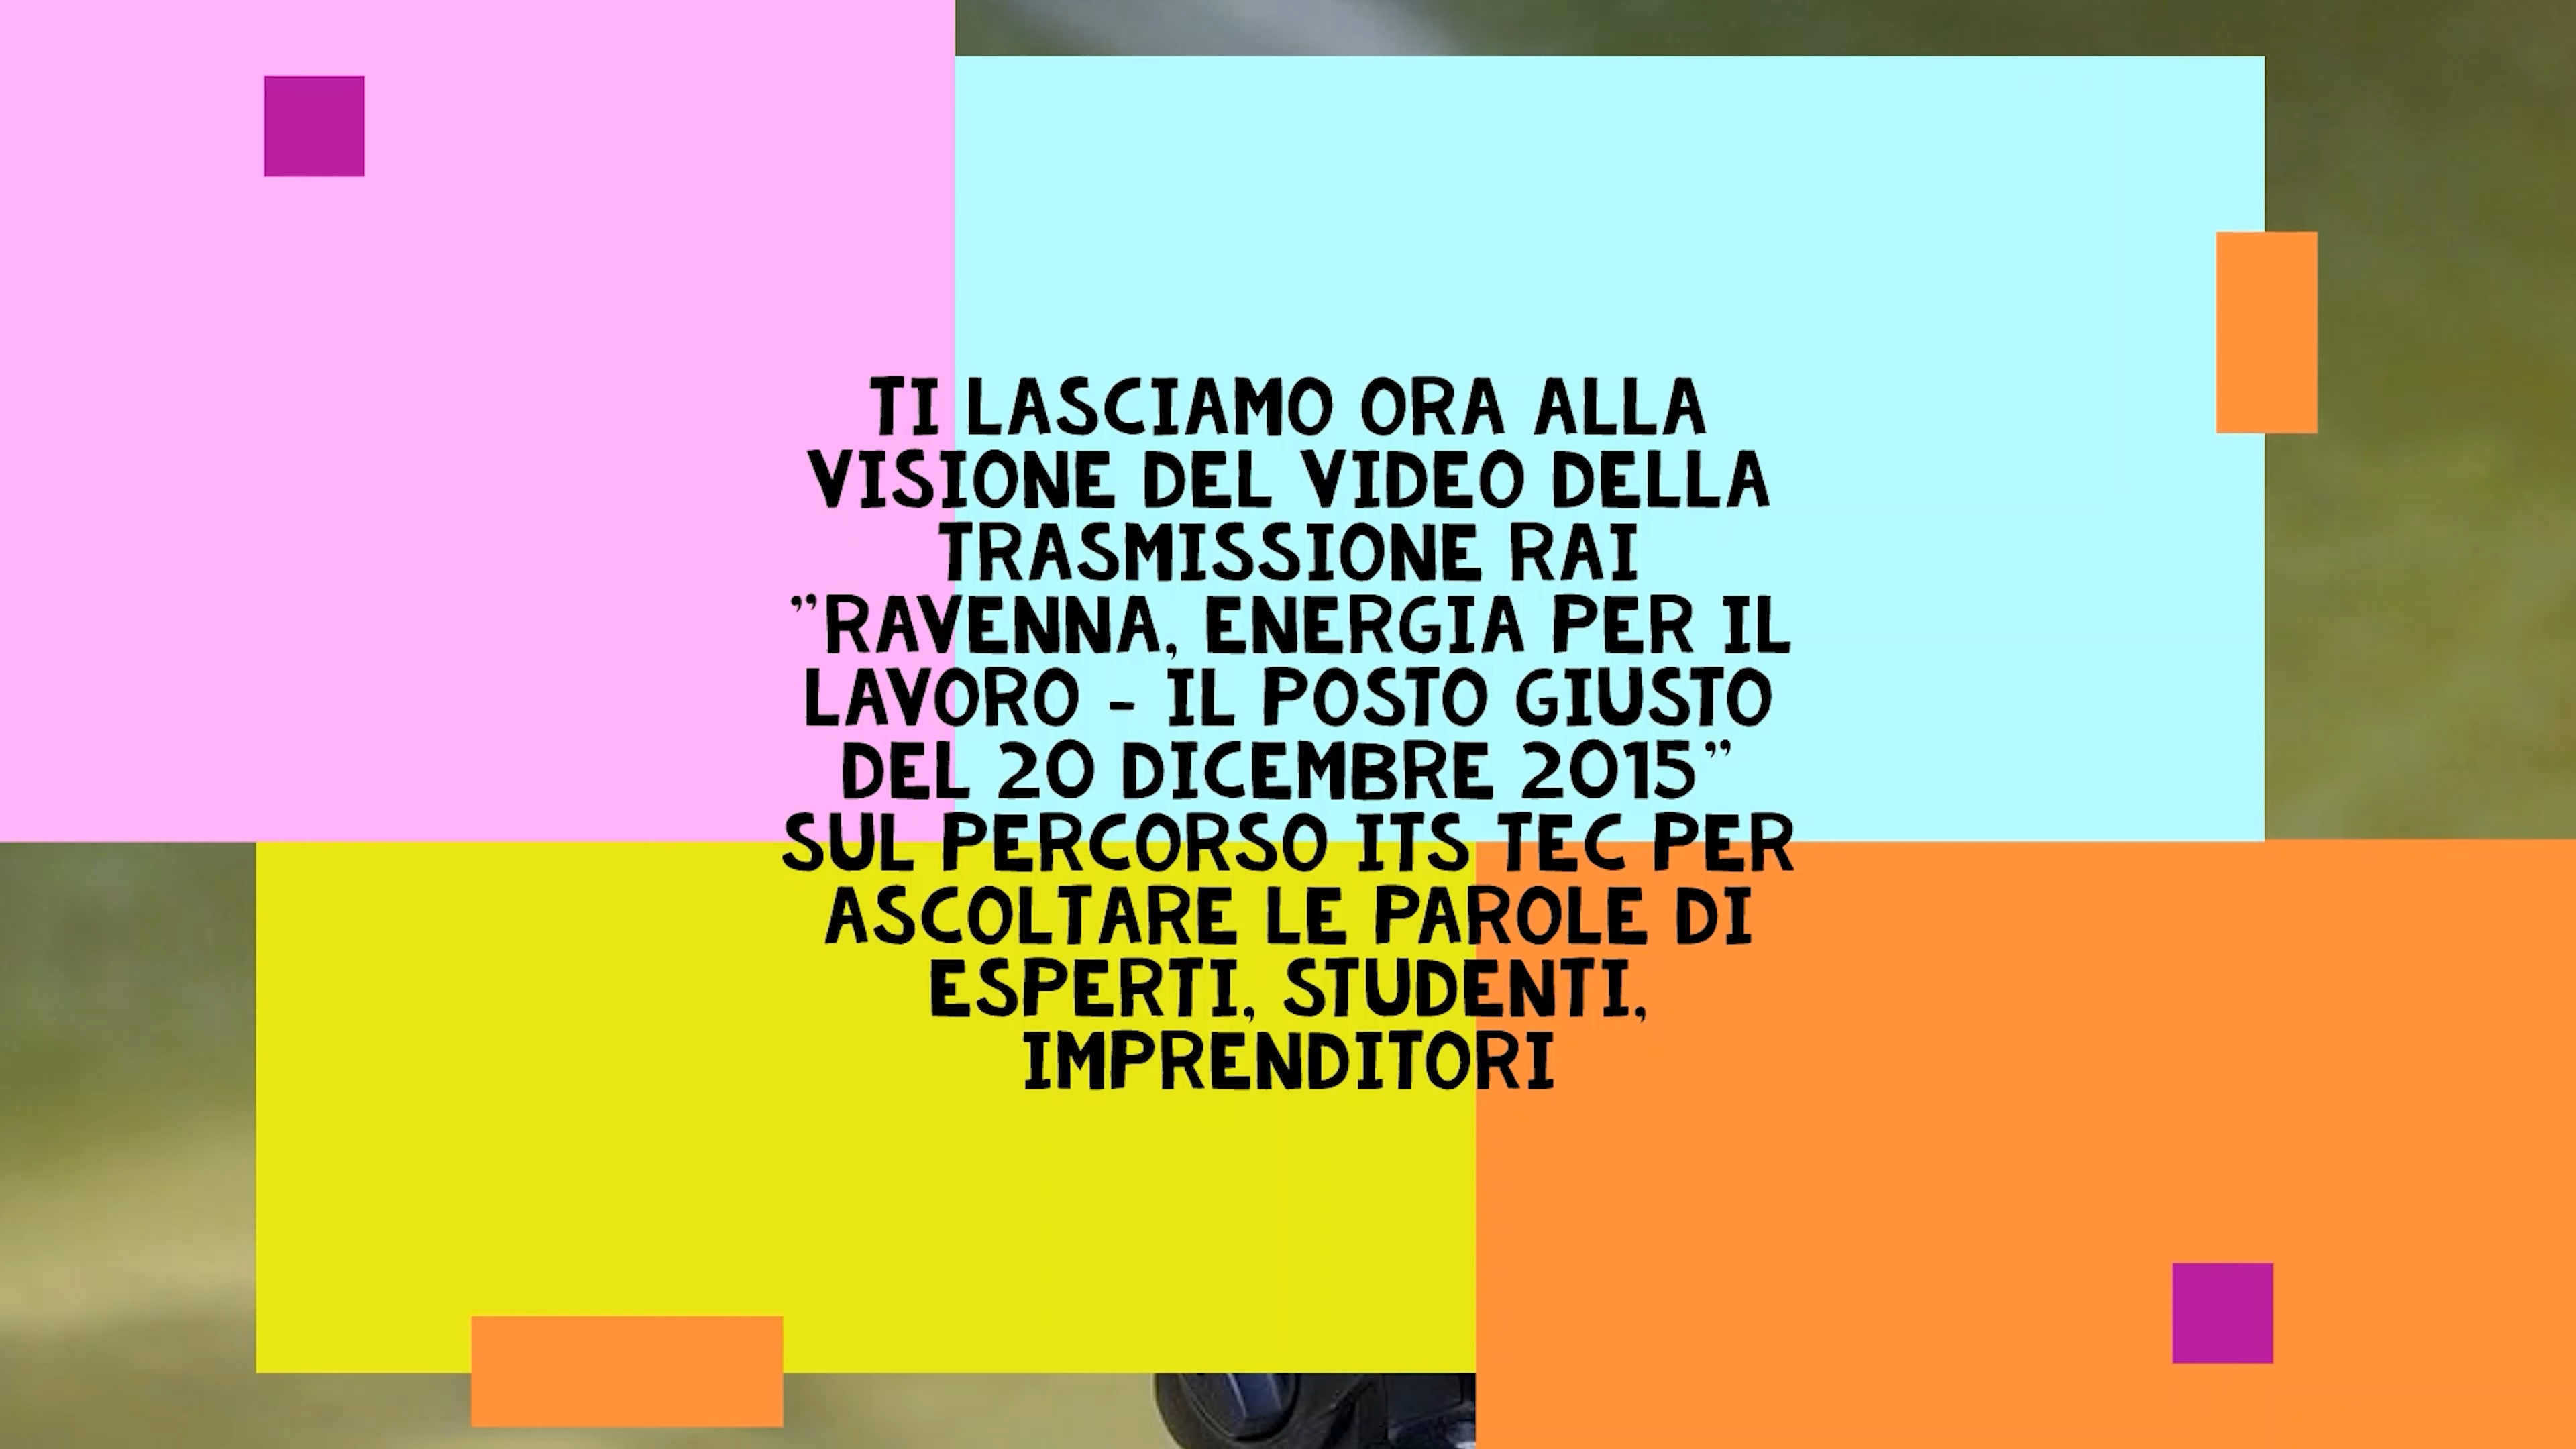 TI LASCIAMO ORA ALLA
VISIONE DEL VIDEO DELLA
TRASMISSIONE RAI
"RAVENNA, ENERGIA PER IL
LAVORO - IL POSTO GIUSTO
DEL 20 DICEMBRE 2015"
SUL PERCORSO ITS TEC PER
ASCOLTARE LE PAROLE DI
ESPERTI, STUDENTI,
IMPRENDITORI